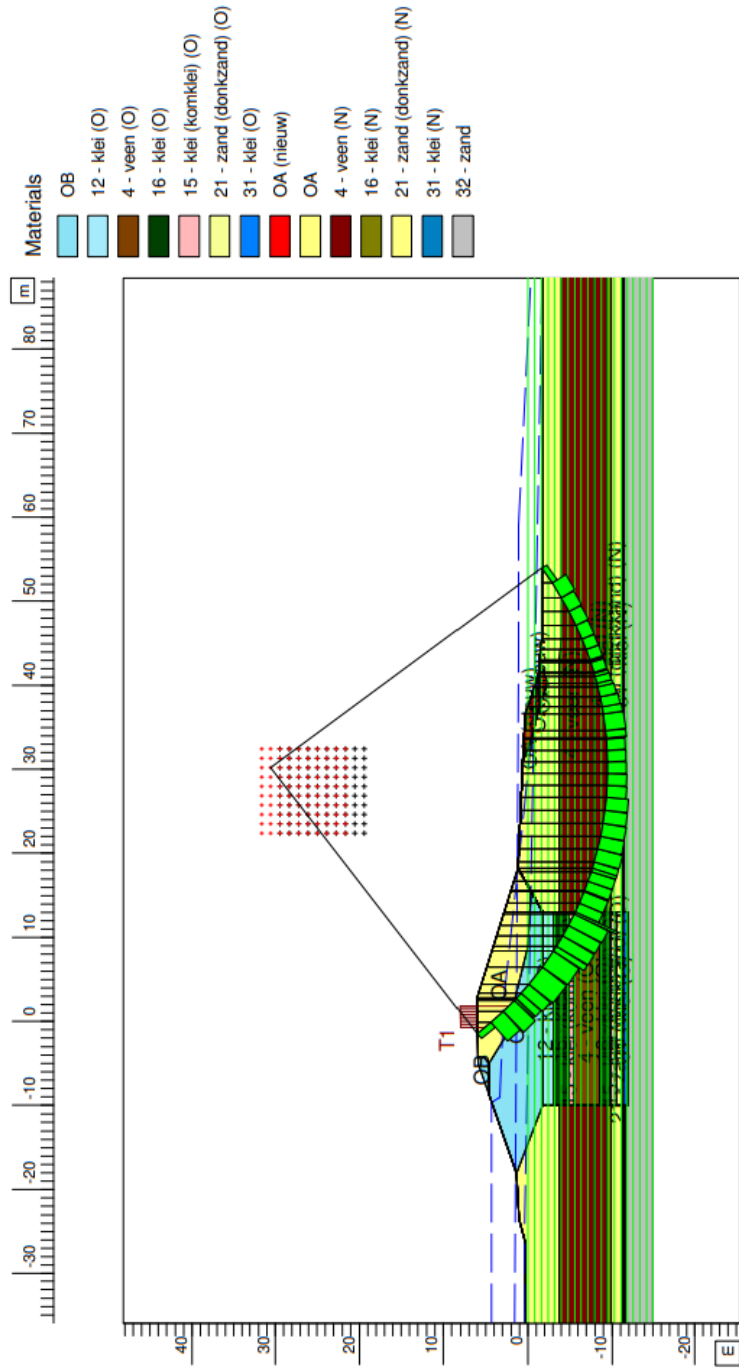 Materials
OB
12 - klei (O)
4 - veen (O)
16 - klei (O)
15 - klei (komklei) (O)
21 - zand (donkzand) (O)
31 - klei (O)
OA (nieuw)
OA
4 - veen (N)
16 - klei (N)
21 - zand (donkzand) (N)
31 - klei (N)
32 - zand
-30
-20
-10
0
10
20
30
40
50
60
70
80
m
40
30
20
10
0
-10
-20
m
T1
OB
OA
4 - veen